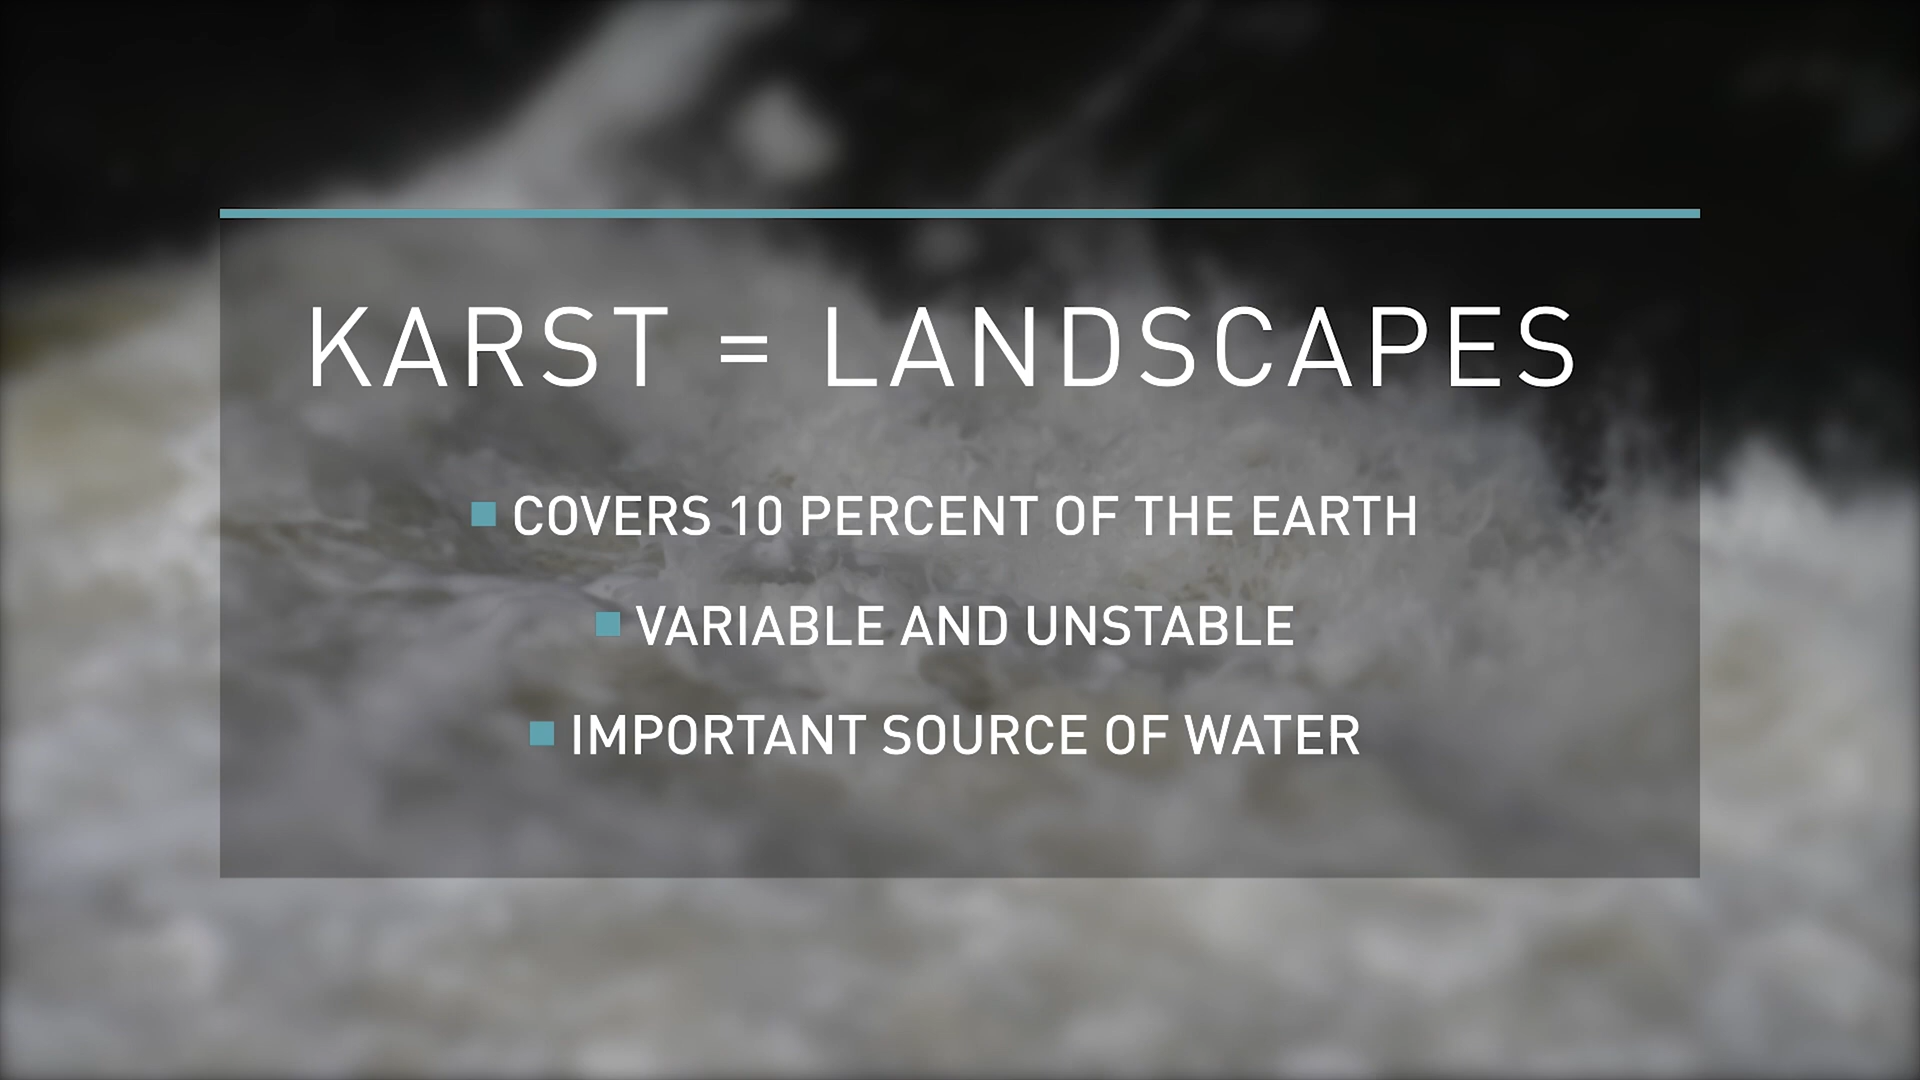 KARST = LANDSCAPES
COVERS 10 PERCENT OF THE EARTH
VARIABLE AND UNSTABLE
IMPORTANT SOURCE OF WATER